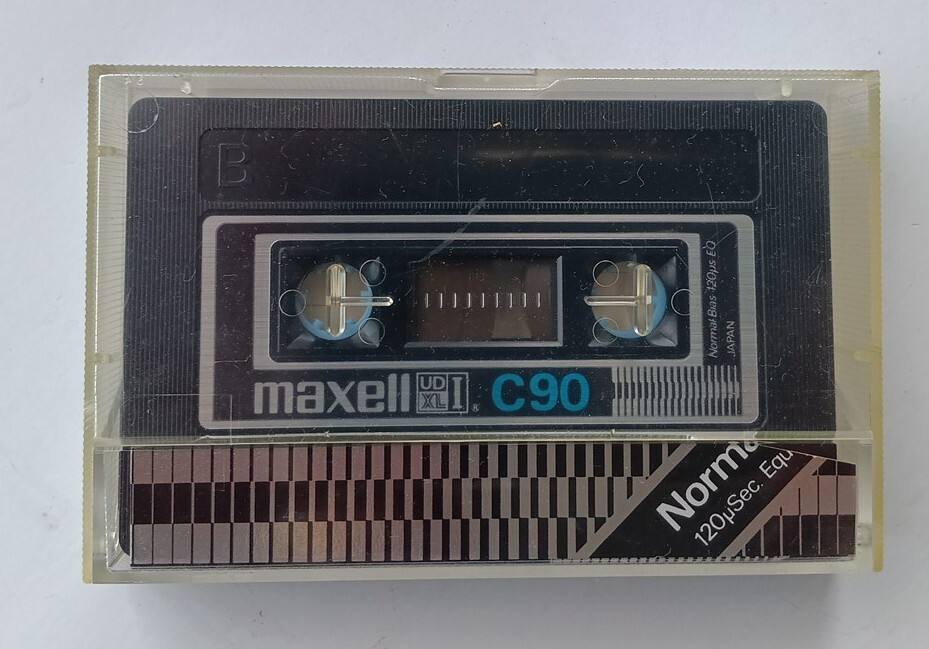 B
Normal Bias 120μs EQ
JAPAN
maxell UD XL I ® C90
Norma
120μSec. Equ